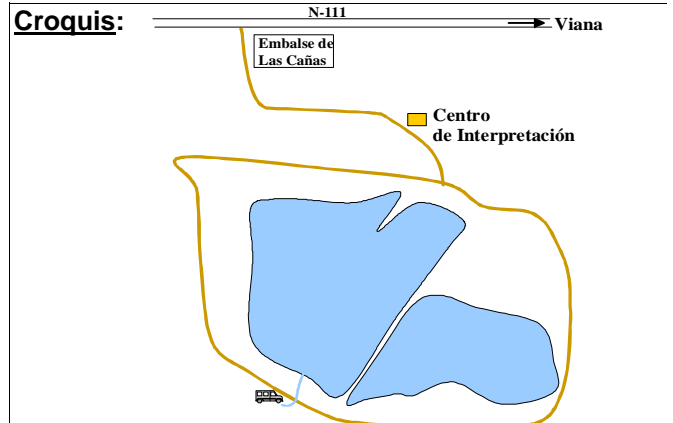 Croquis:
N-111
Viana
Embalse de
Las Cañas
Centro
de Interpretación